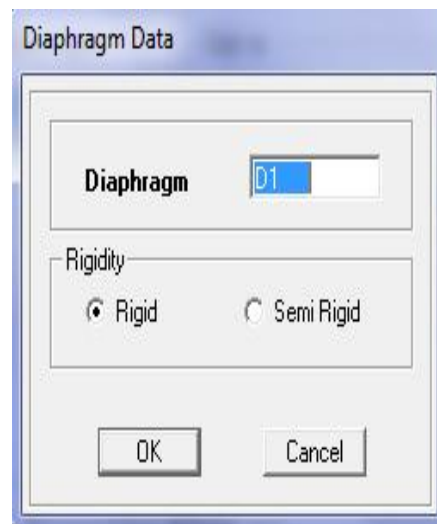 Diaphragm Data
Diaphragm D1
Rigidity
Rigid Semi Rigid
OK Cancel